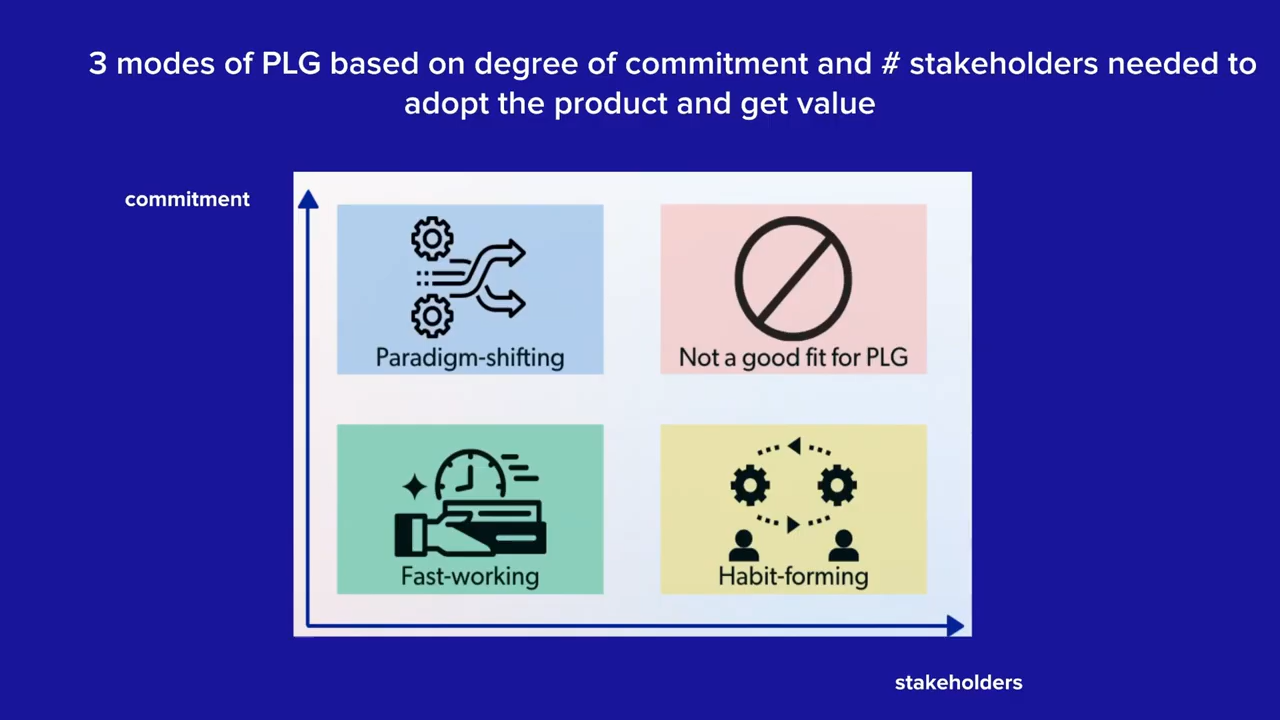 3 modes of PLG based on degree of commitment and # stakeholders needed to
adopt the product and get value
commitment
Paradigm-shifting
Not a good fit for PLG
Fast-working
Habit-forming
stakeholders